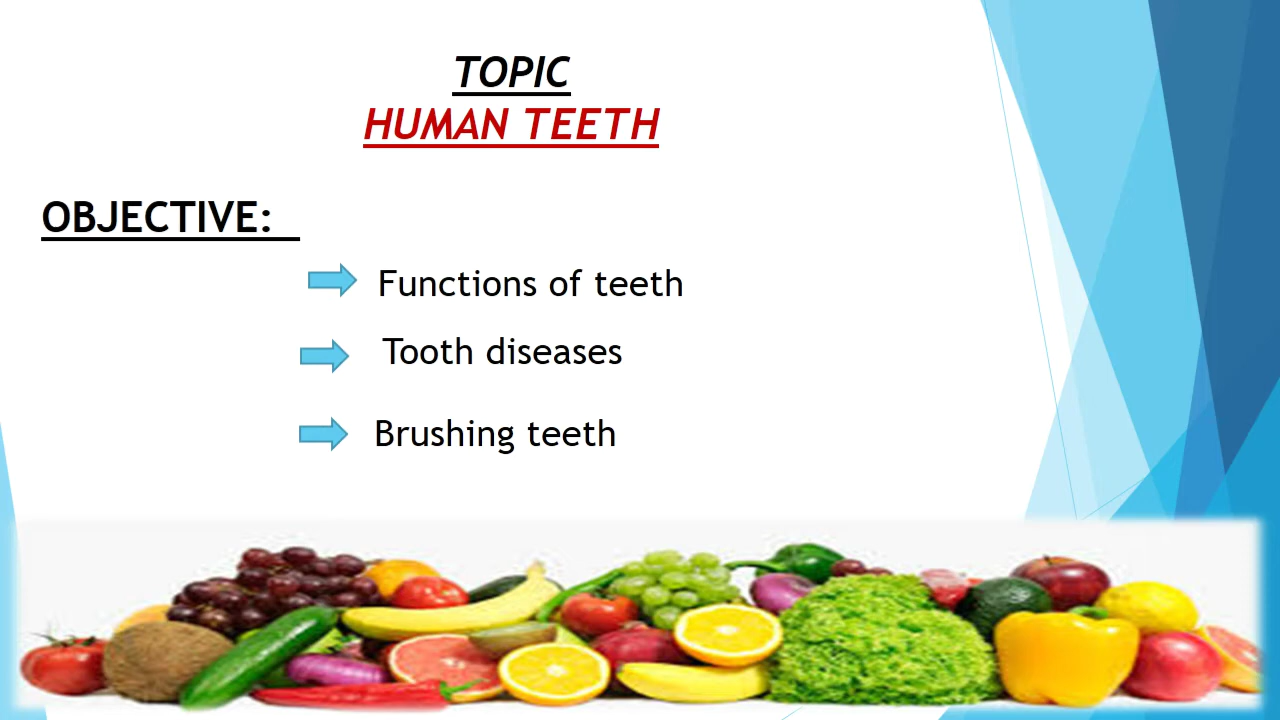 TOPIC
HUMAN TEETH
OBJECTIVE:
Functions of teeth
Tooth diseases
Brushing teeth